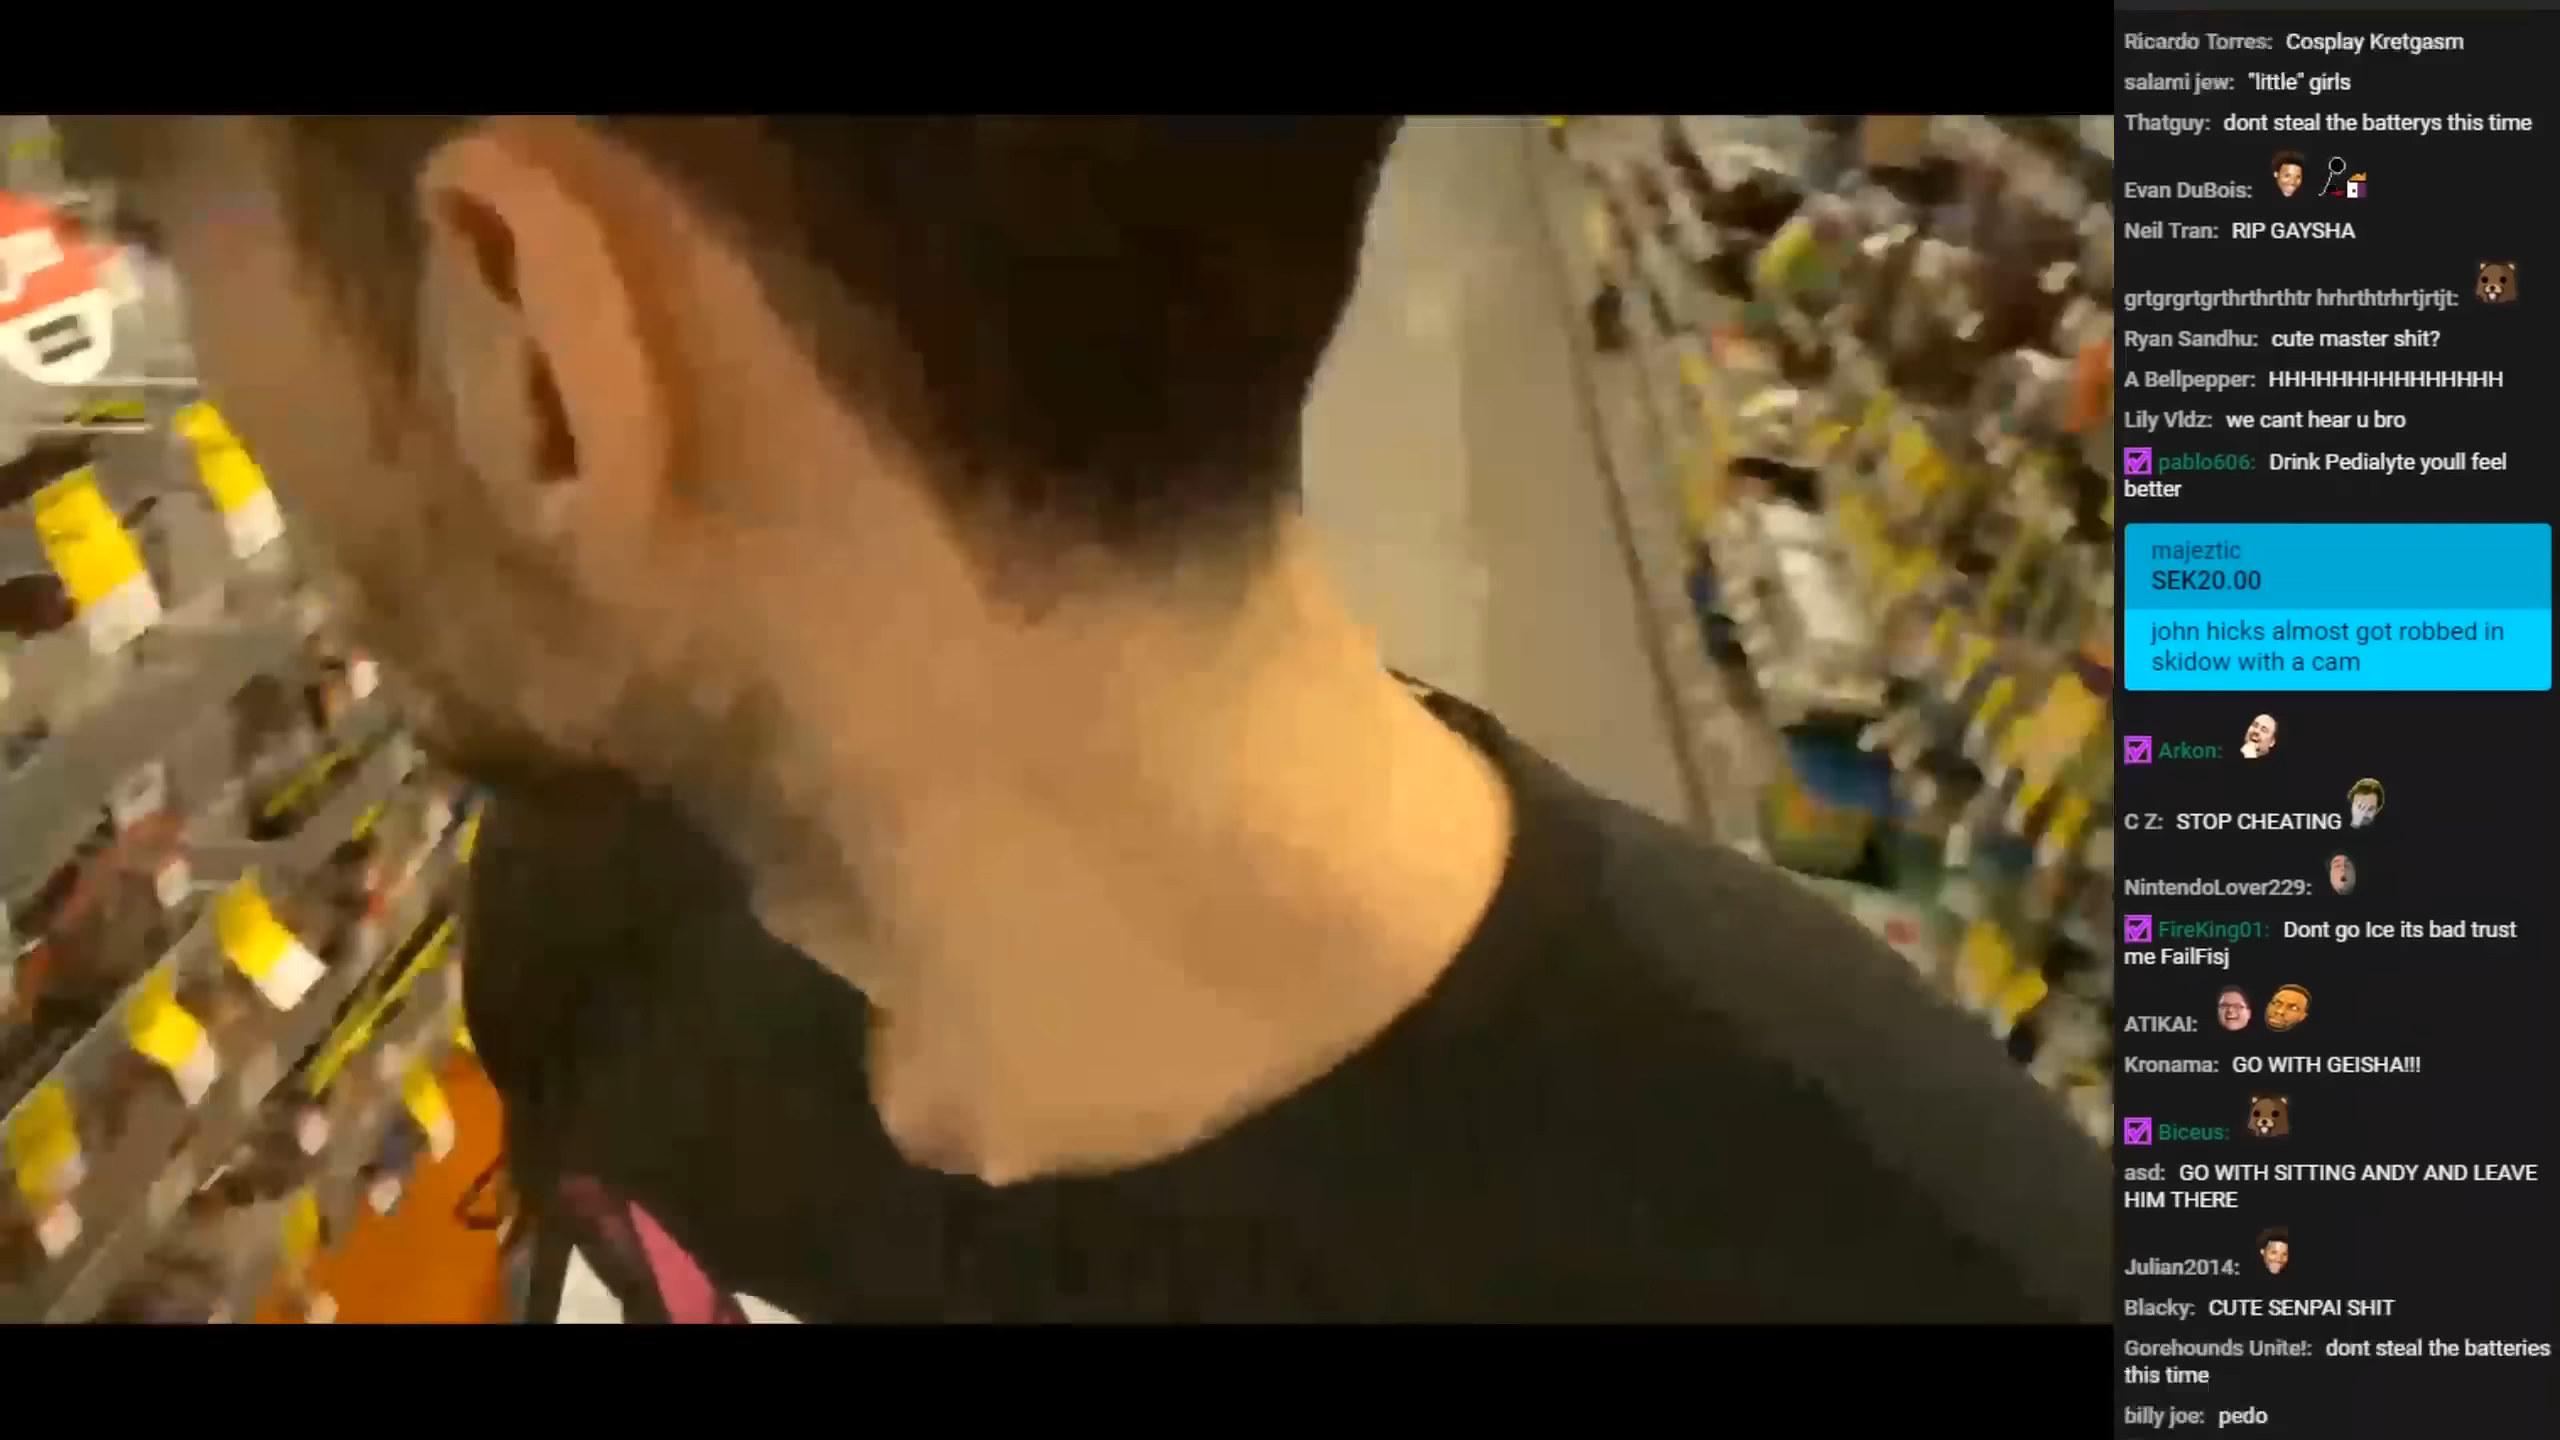 Ricardo Torres: Cosplay Kretgasm
salami jew: "little" girls
Thatguy: dont steal the batterys this time
Evan DuBois:
Neil Tran: RIP GAYSHA
grtgrgrtgrthrthrthtr hrhrthtrhrtjrtjt:
Ryan Sandhu: cute master shit?
A Bellpepper: HHHHHHHHHHHHHHH
Lily Vldz: we cant hear u bro
pablo606: Drink Pedialyte youll feel
better
majeztic
SEK20.00
john hicks almost got robbed in
skidow with a cam
Arkon:
C Z: STOP CHEATING
NintendoLover229:
FireKing01: Dont go Ice its bad trust
me FailFisj
ATIKAI:
Kronama: GO WITH GEISHA!!!
Biceus:
asd: GO WITH SITTING ANDY AND LEAVE
HIM THERE
Julian2014:
Blacky: CUTE SENPAI SHIT
Gorehounds Unite!: dont steal the batteries
this time
billy joe: pedo